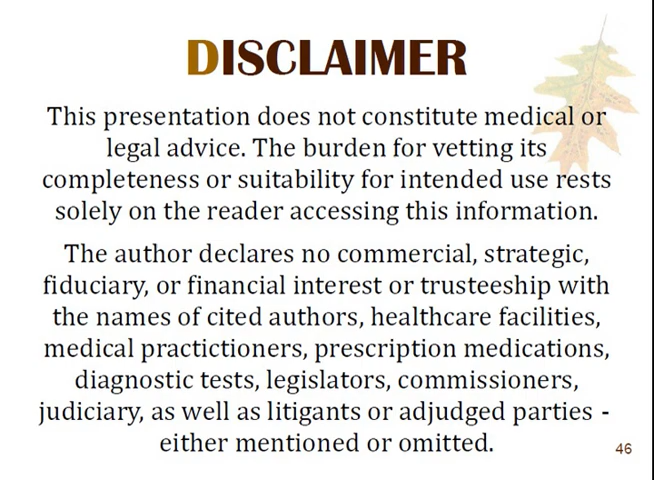 DISCLAIMER
This presentation does not constitute medical or
legal advice. The burden for vetting its
completeness or suitability for intended use rests
solely on the reader accessing this information.
The author declares no commercial, strategic,
fiduciary, or financial interest or trusteeship with
the names of cited authors, healthcare facilities,
medical practictioners, prescription medications,
diagnostic tests, legislators, commissioners,
judiciary, as well as litigants or adjudged parties -
either mentioned or omitted.
46